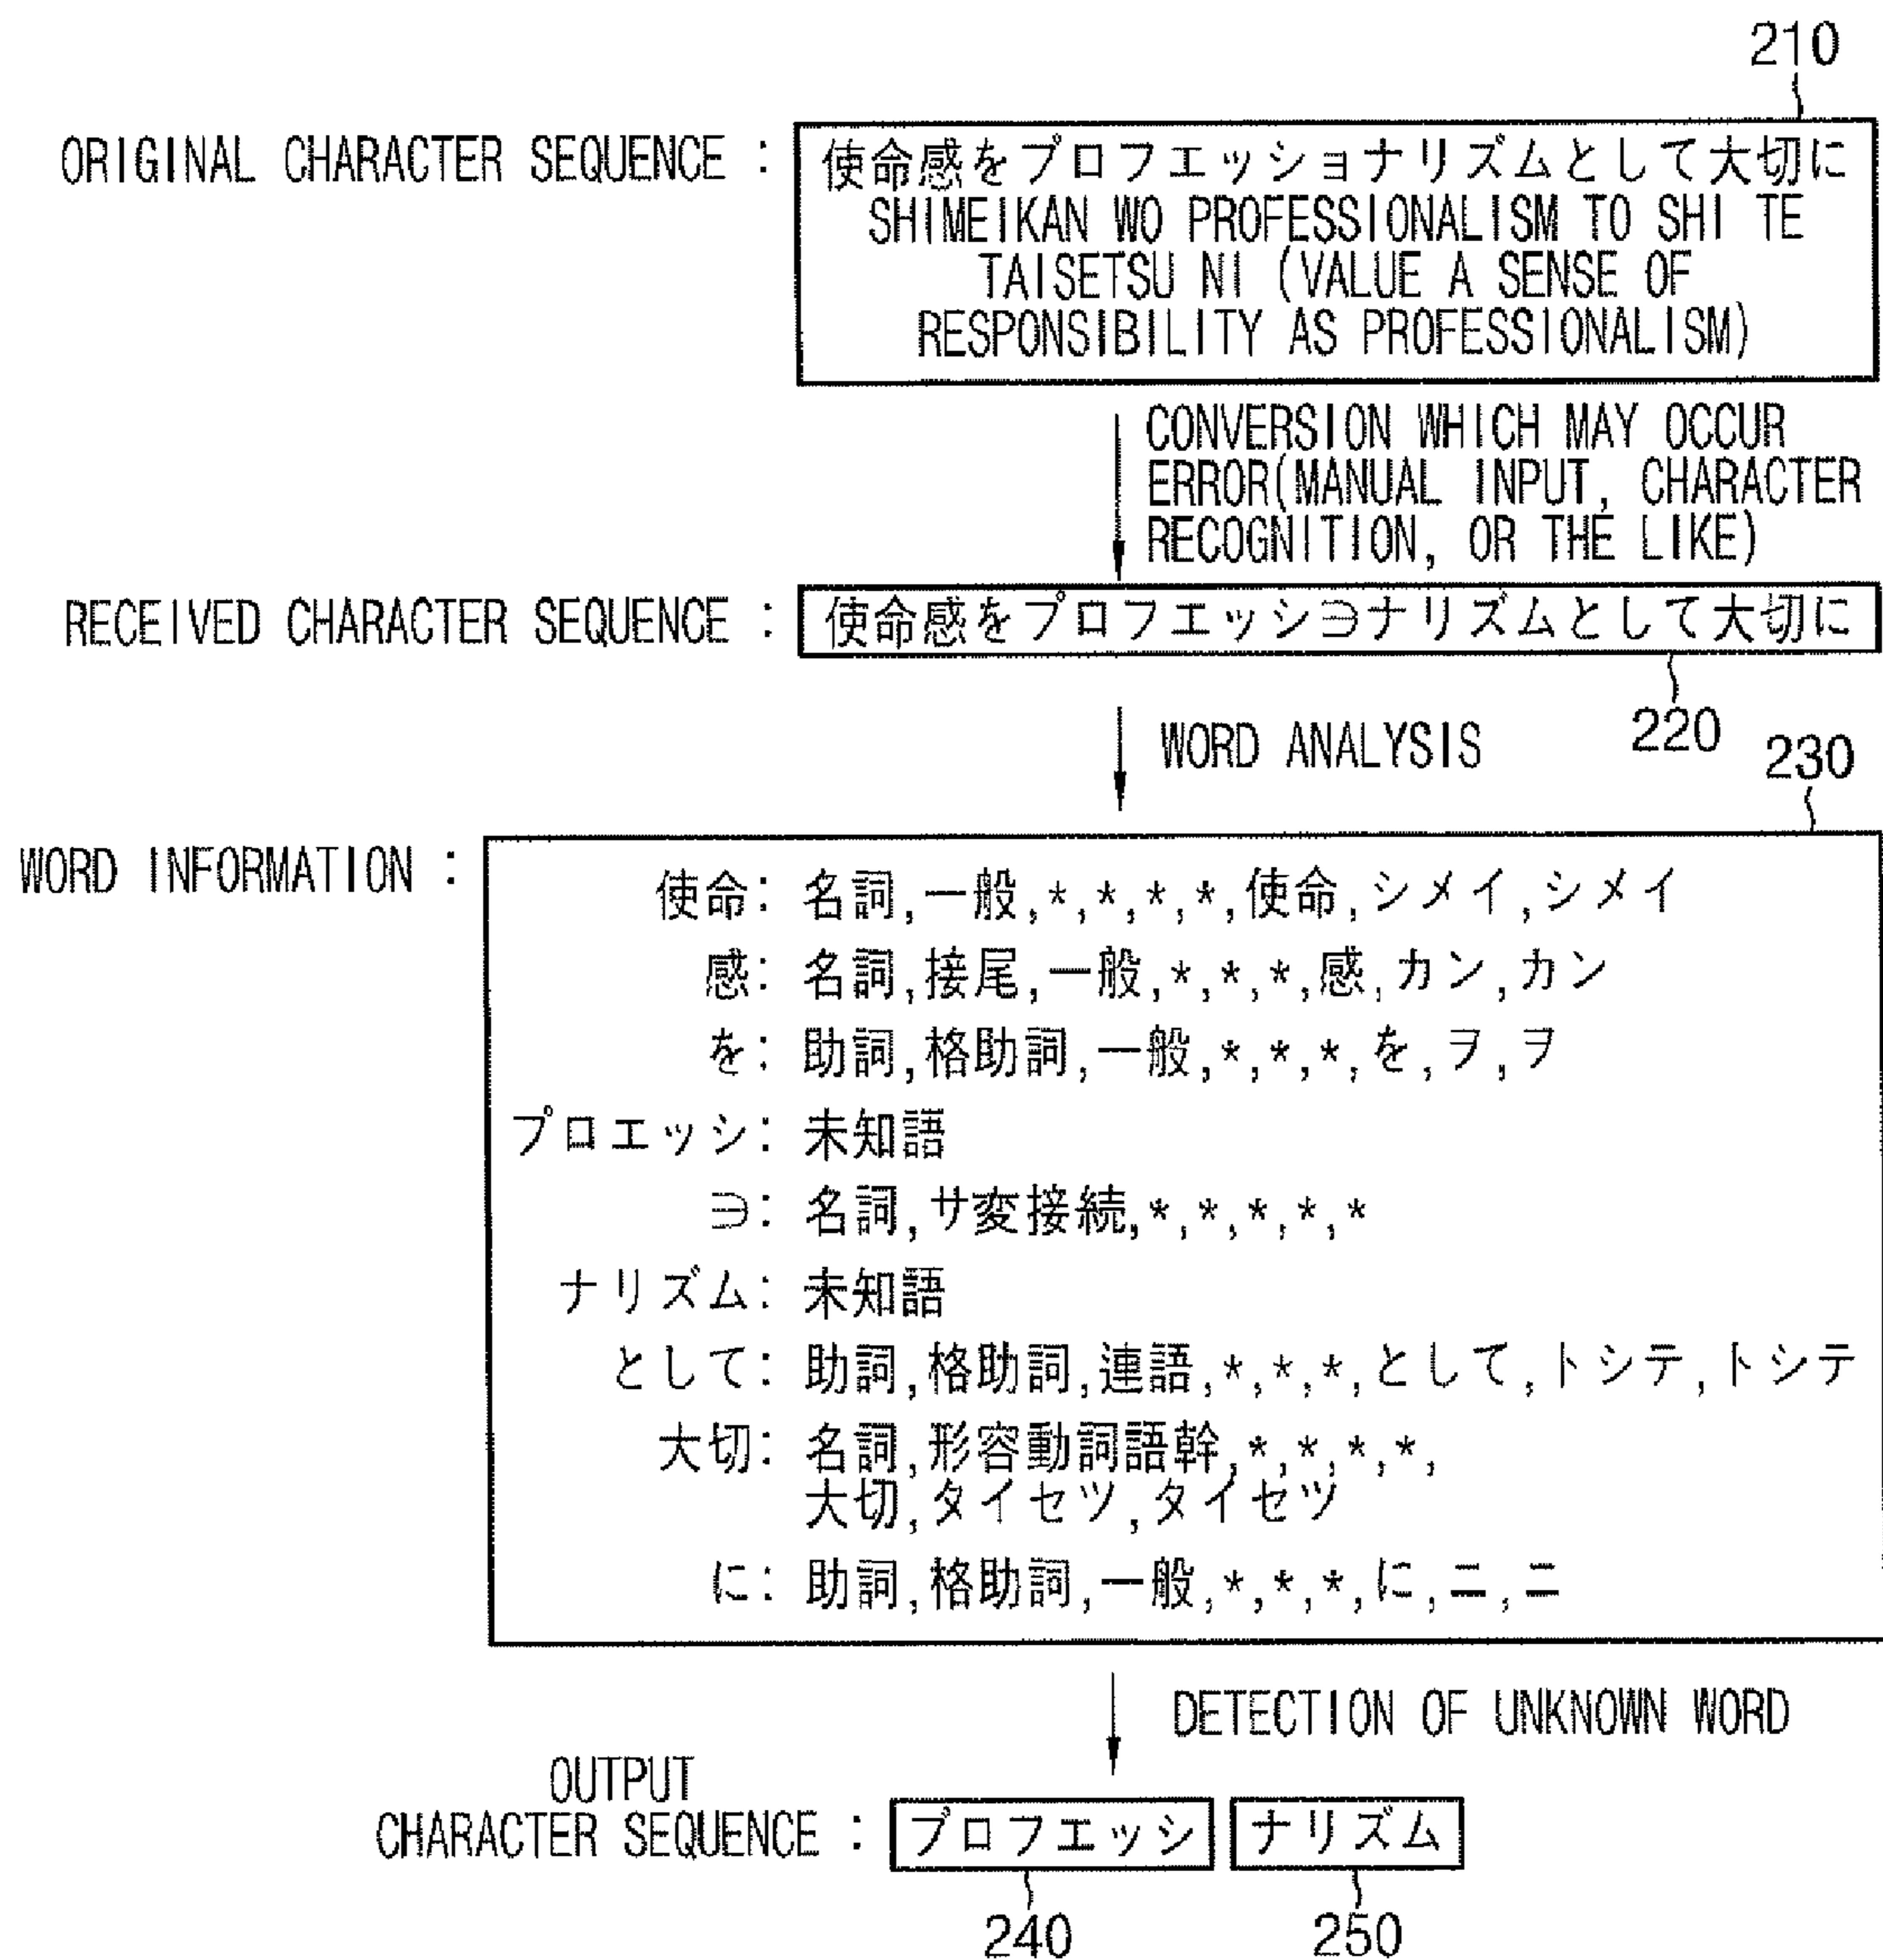 210
ORIGINAL CHARACTER SEQUENCE :
使命感をプロフエッショナリズムとして大切に
SHIMEIKAN WO PROFESSIONALISM TO SHI TE
TAISETSU NI (VALUE A SENSE OF
RESPONSIBILITY AS PROFESSIONALISM)
CONVERSION WHICH MAY OCCUR
ERROR(MANUAL INPUT, CHARACTER
RECOGNITION, OR THE LIKE)
RECEIVED CHARACTER SEQUENCE : 使命感をプロフエッシ∋ナリズムとして大切に
220
WORD ANALYSIS
230
WORD INFORMATION :
使命: 名詞,一般,*,*,*,*,使命,シメイ,シメイ
感: 名詞,接尾,一般,*,*,*,感,カン,カン
を: 助詞,格助詞,一般,*,*,*,を,ヲ,ヲ
プロエッシ: 未知語
∋: 名詞,サ変接続,*,*,*,*,*
ナリズム: 未知語
として: 助詞,格助詞,連語,*,*,*,として,トシテ,トシテ
大切: 名詞,形容動詞語幹,*,*,*,*,
大切,タイセツ,タイセツ
に: 助詞,格助詞,一般,*,*,*,に,ニ,ニ
DETECTION OF UNKNOWN WORD
OUTPUT
CHARACTER SEQUENCE : プロフエッシ ナリズム
240 250